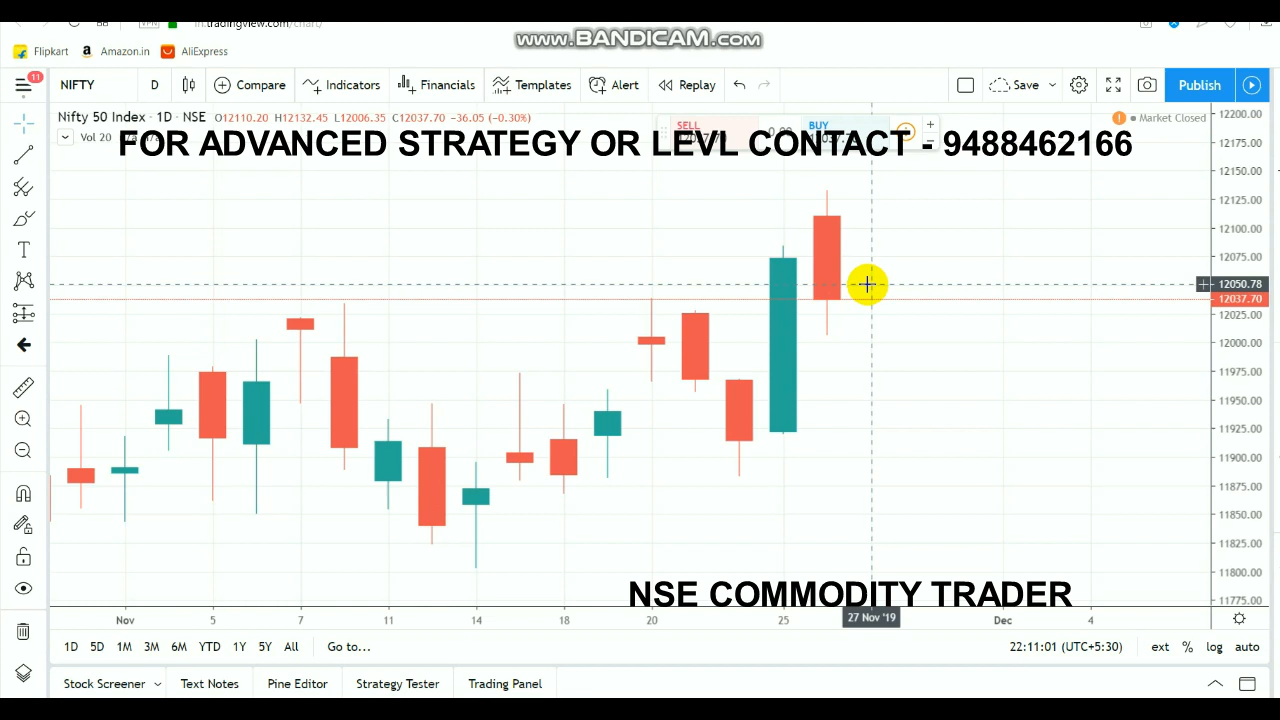 in.tradingview.com/chart/
www.BANDICAM.com
Flipkart Amazon.in AliExpress
11 NIFTY D Compare Indicators Financials Templates Alert Replay Save Publish
Nifty 50 Index · 1D · NSE O12110.20 H12132.45 L12006.35 C12037.70 −36.05 (−0.30%)
SELL BUY
Market Closed
Vol 20
FOR ADVANCED STRATEGY OR LEVL CONTACT - 9488462166
12200.00
12175.00
12150.00
12125.00
12100.00
12075.00
12050.78
12037.70
12025.00
12000.00
11975.00
11950.00
11925.00
11900.00
11875.00
11850.00
11825.00
11800.00
11775.00
NSE COMMODITY TRADER
Nov 5 7 11 14 18 20 25 27 Nov '19 Dec 4
1D 5D 1M 3M 6M YTD 1Y 5Y All Go to... 22:11:01 (UTC+5:30) ext % log auto
Stock Screener Text Notes Pine Editor Strategy Tester Trading Panel